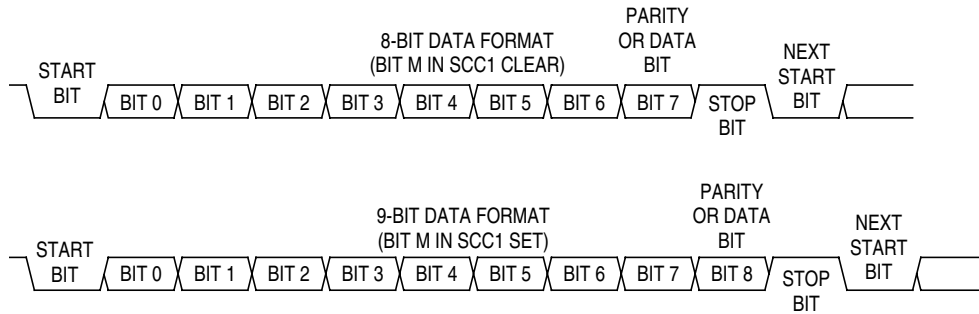 8-BIT DATA FORMAT
(BIT M IN SCC1 CLEAR)
PARITY
OR DATA
BIT
START
BIT
BIT 0 BIT 1 BIT 2 BIT 3 BIT 4 BIT 5 BIT 6 BIT 7
STOP
BIT
NEXT
START
BIT
9-BIT DATA FORMAT
(BIT M IN SCC1 SET)
PARITY
OR DATA
BIT
START
BIT
BIT 0 BIT 1 BIT 2 BIT 3 BIT 4 BIT 5 BIT 6 BIT 7 BIT 8
STOP
BIT
NEXT
START
BIT